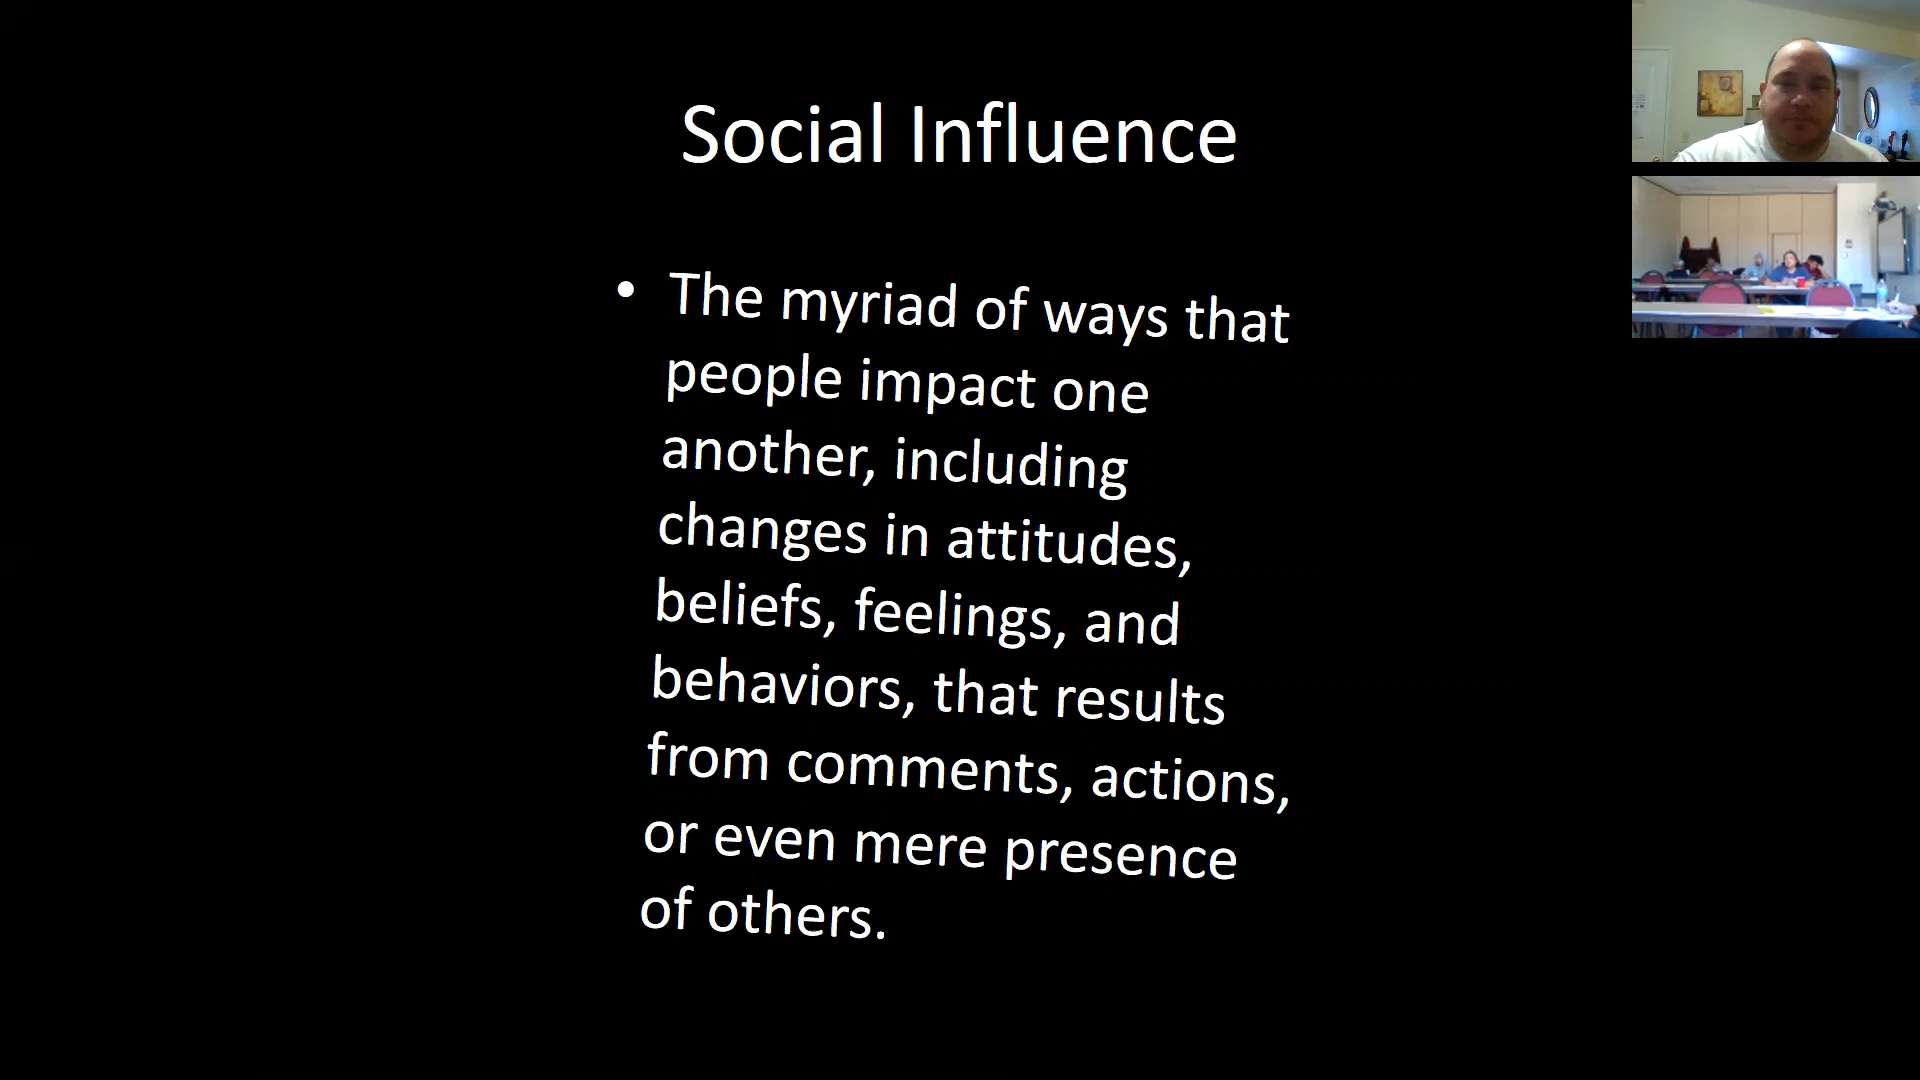 Social Influence
• The myriad of ways that
people impact one
another, including
changes in attitudes,
beliefs, feelings, and
behaviors, that results
from comments, actions,
or even mere presence
of others.